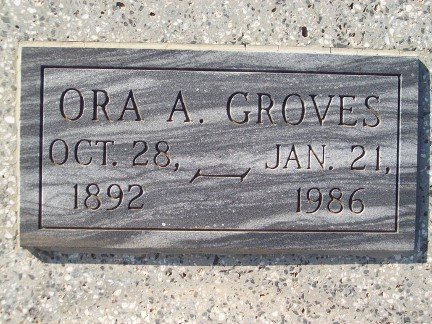 ORA A. GROVES
OCT. 28, — JAN. 21,
1892 1986